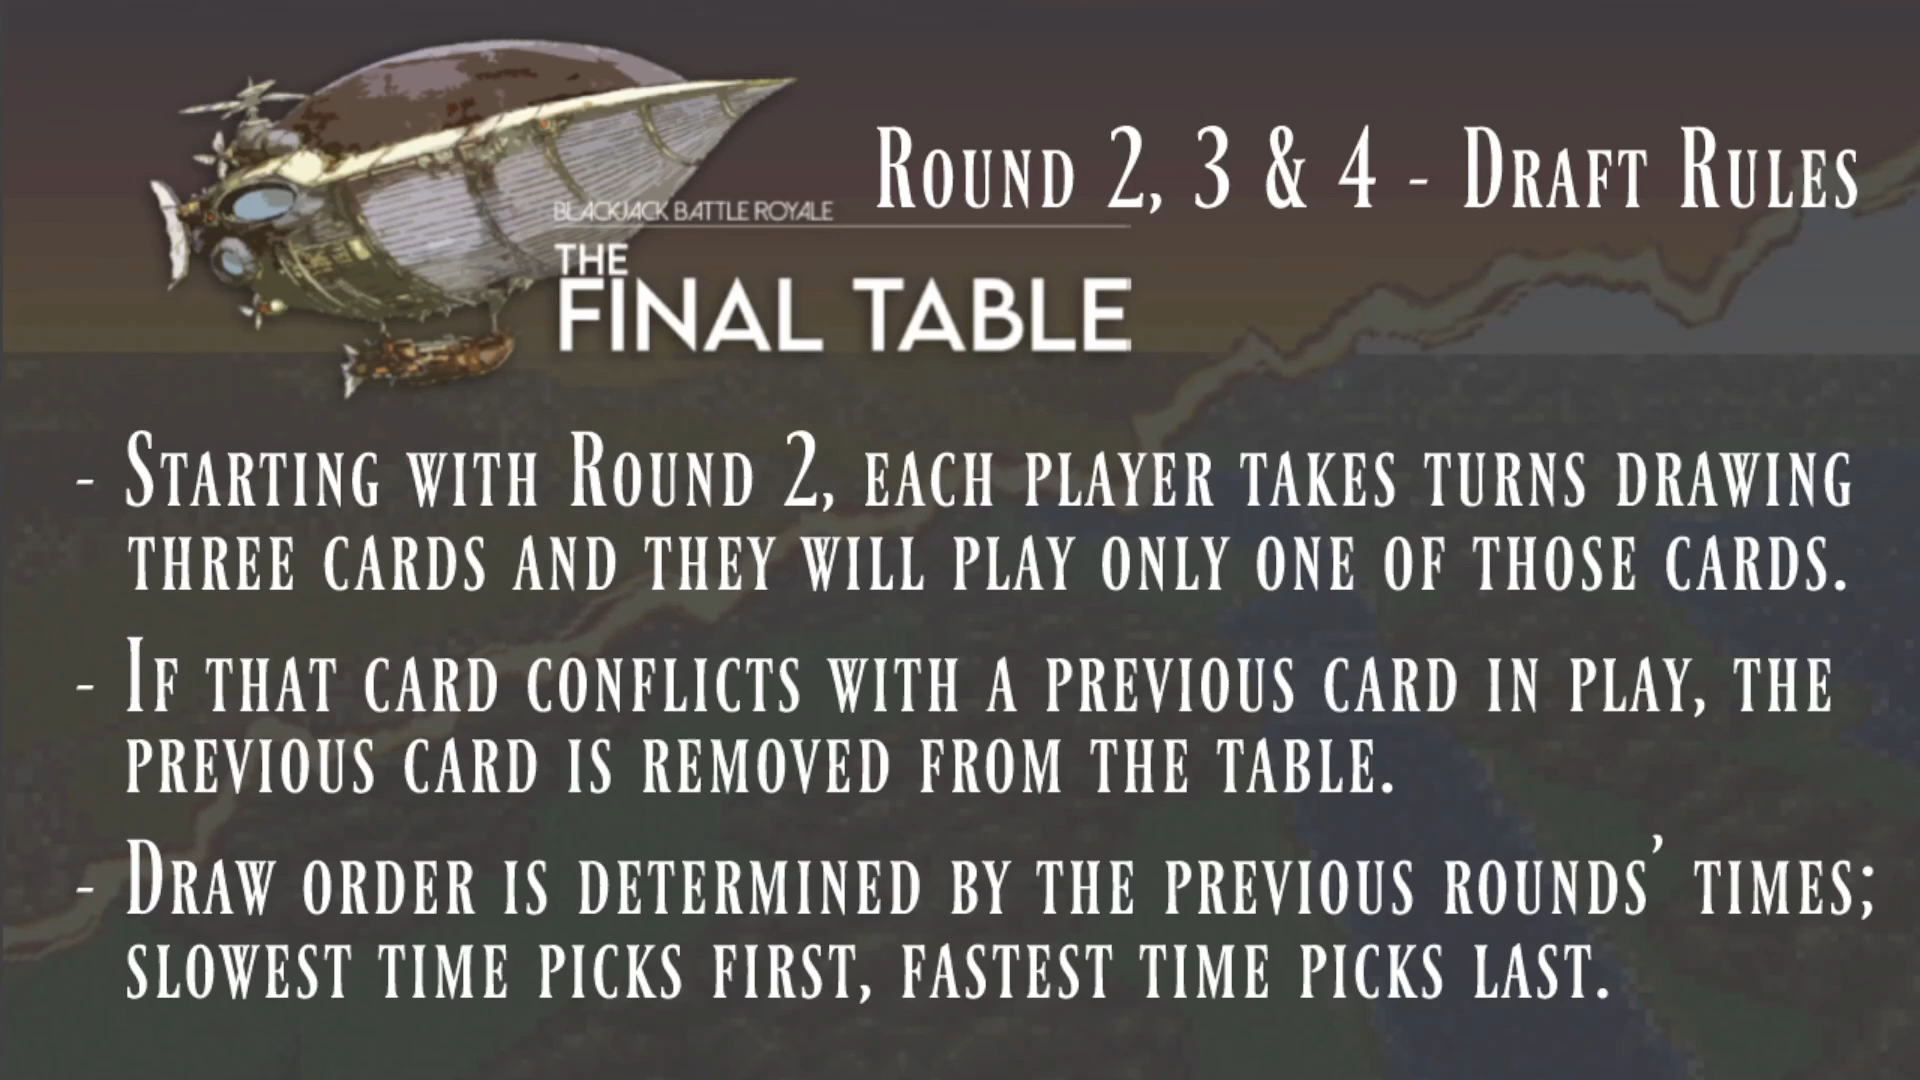 Round 2, 3 & 4 - Draft Rules
BLACKJACK BATTLE ROYALE
THE
FINAL TABLE
- Starting with Round 2, each player takes turns drawing
three cards and they will play only one of those cards.
- If that card conflicts with a previous card in play, the
previous card is removed from the table.
- Draw order is determined by the previous rounds' times;
slowest time picks first, fastest time picks last.